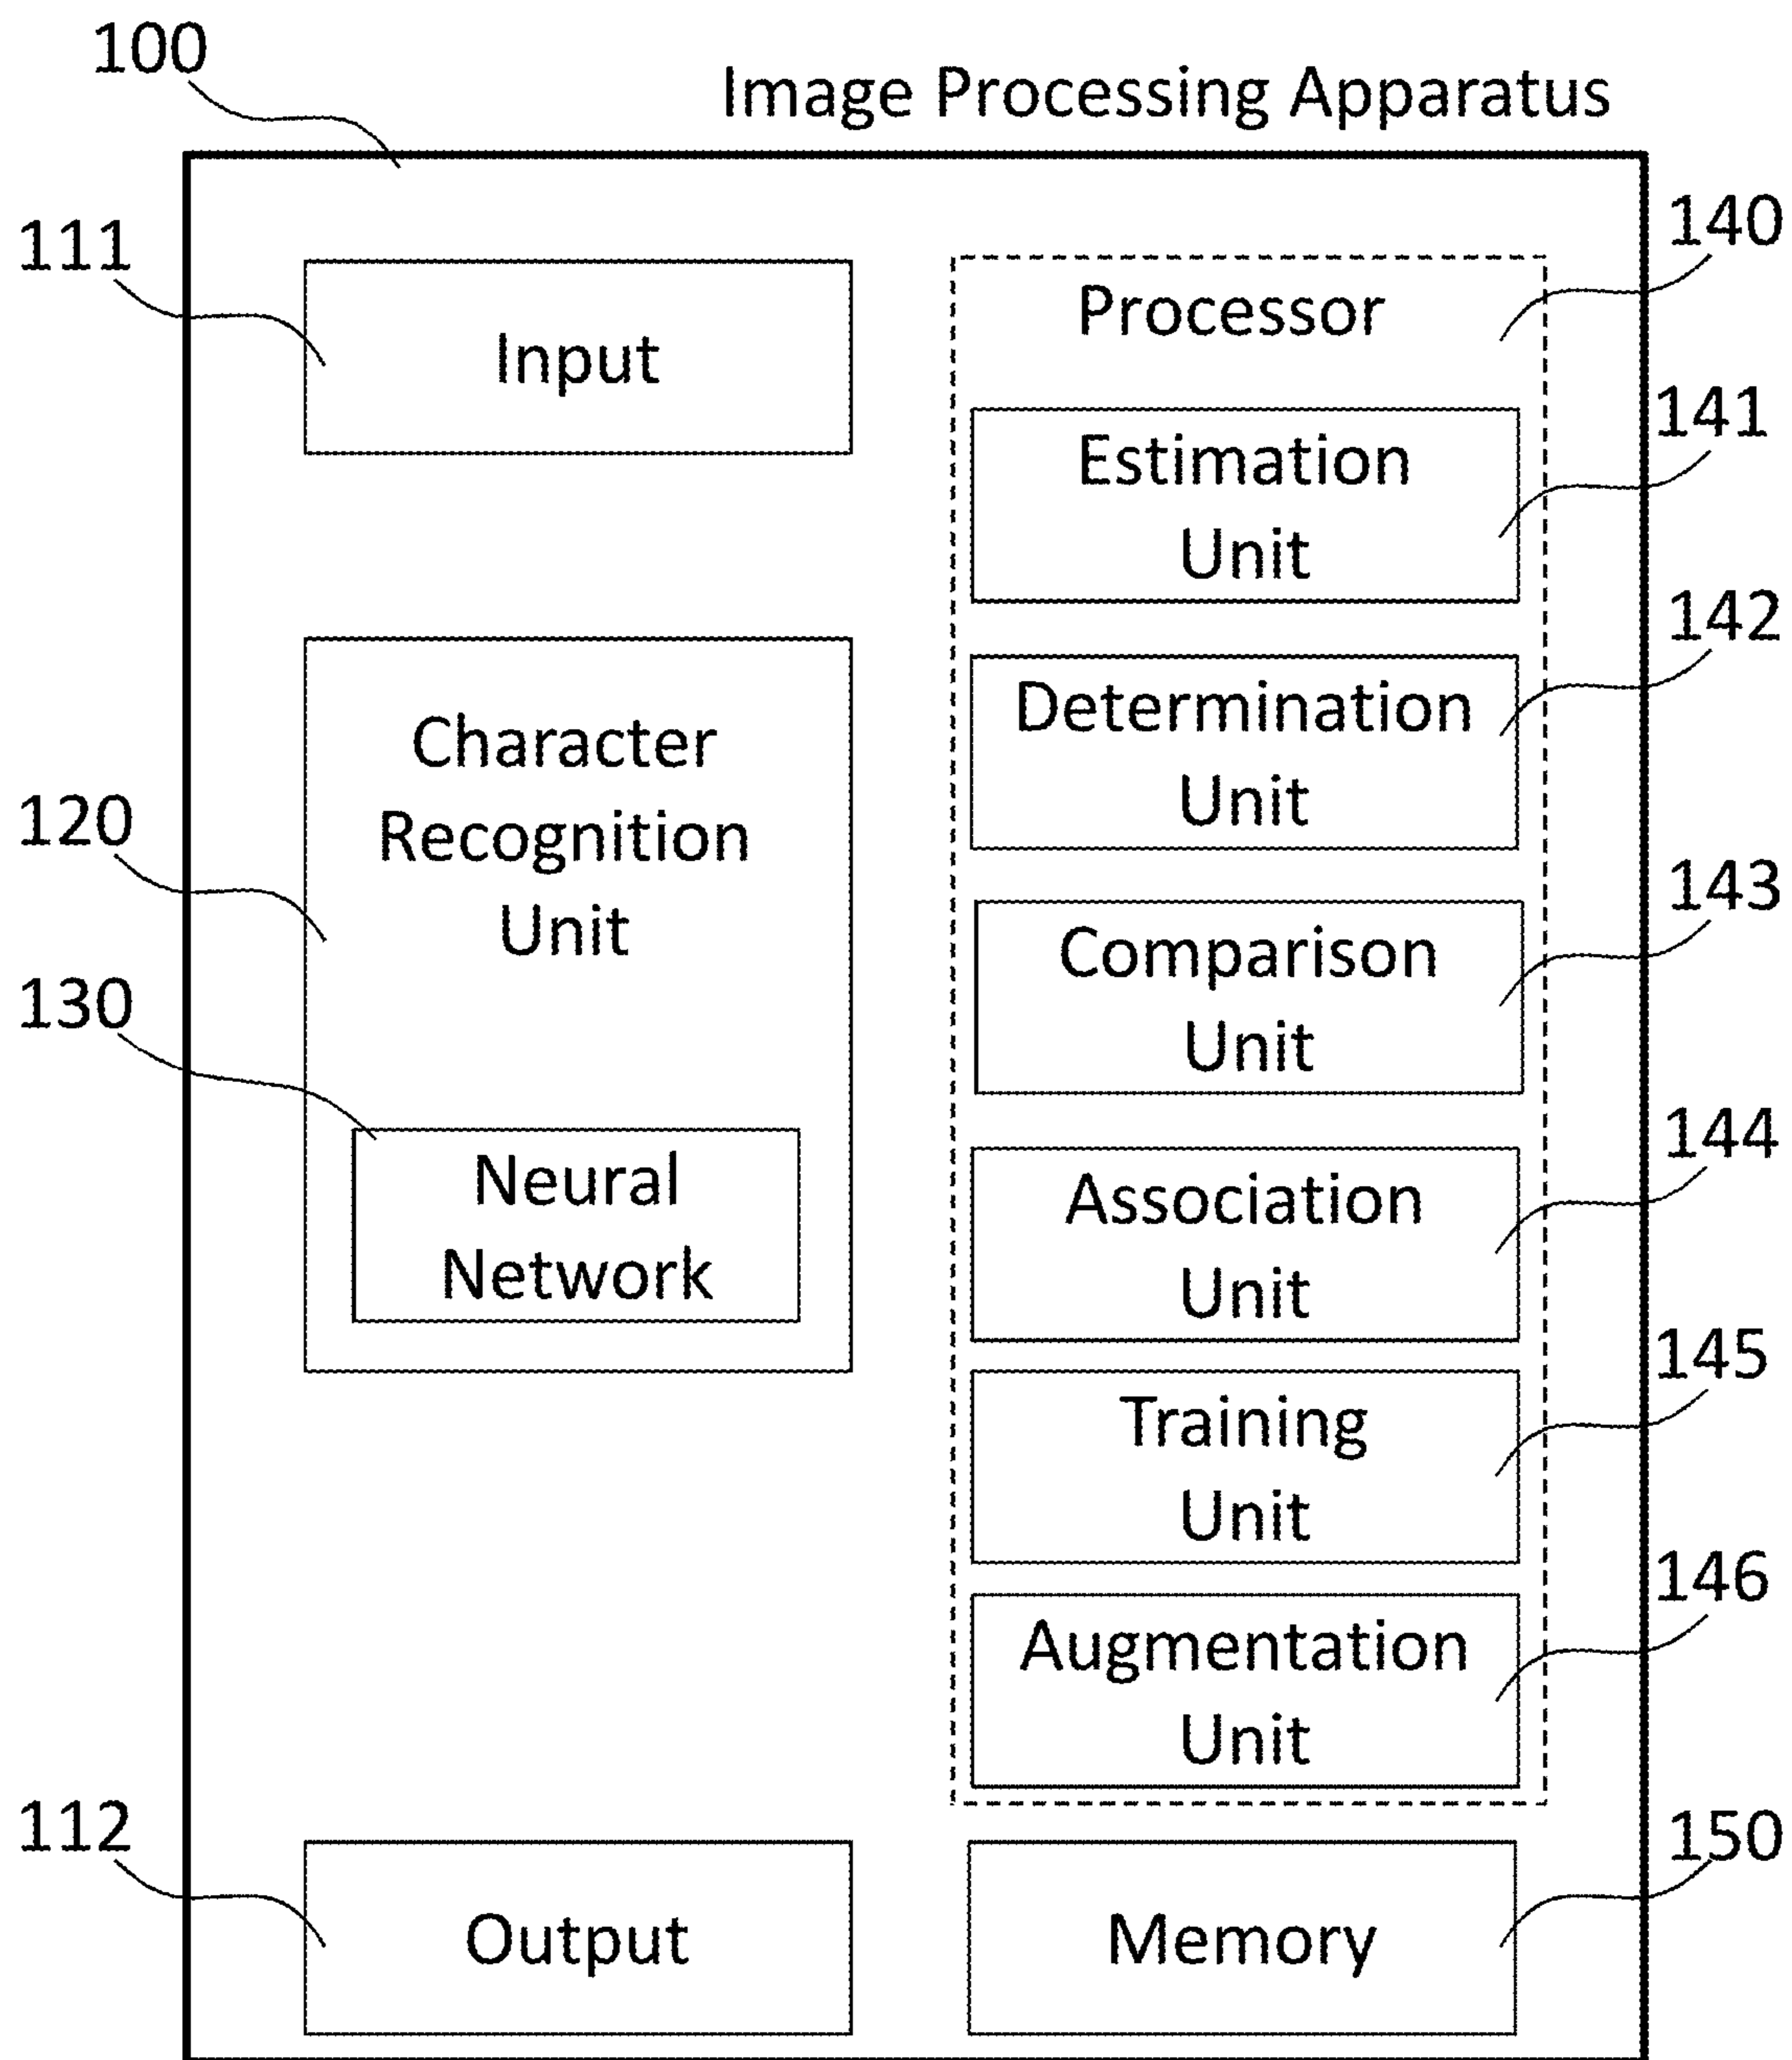 100
Image Processing Apparatus
111
Input
120
Character
Recognition
Unit
130
Neural
Network
112
Output
140
Processor
141
Estimation
Unit
142
Determination
Unit
143
Comparison
Unit
144
Association
Unit
145
Training
Unit
146
Augmentation
Unit
150
Memory